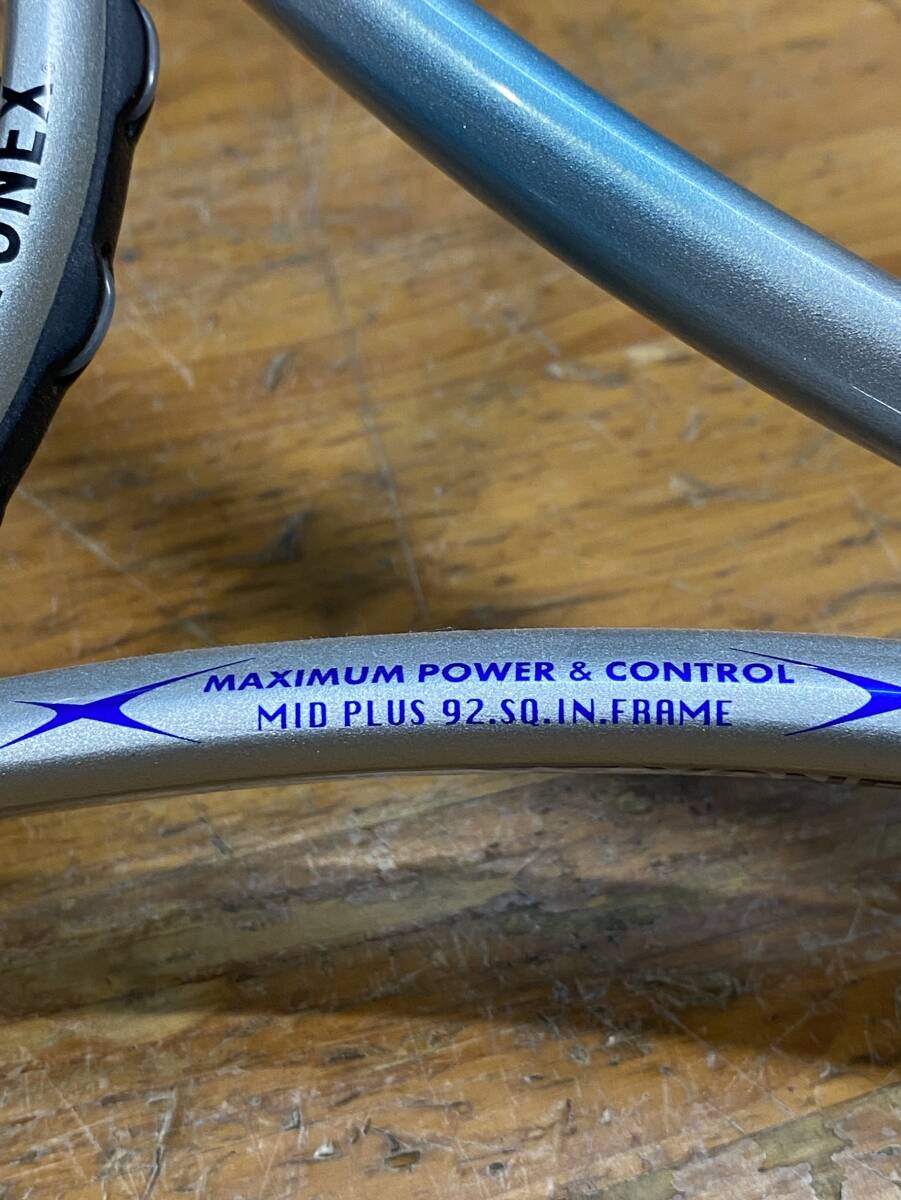 ONEX
MAXIMUM POWER & CONTROL
MID PLUS 92.SQ.IN.FRAME